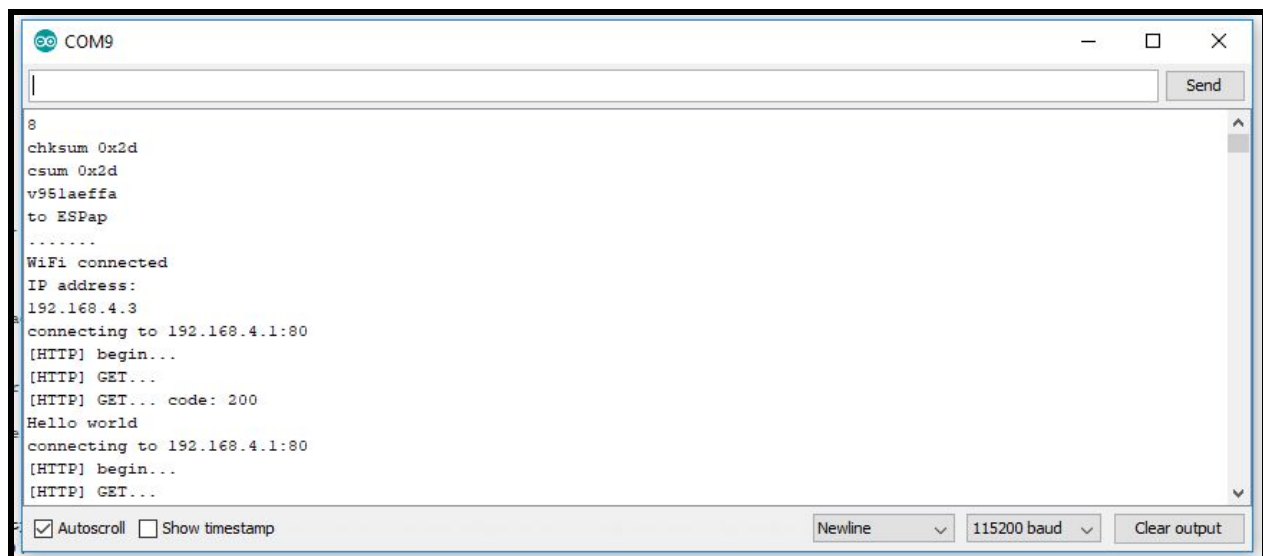 COM9
Send
8
chksum 0x2d
csum 0x2d
v951aeffa
to ESPap
.......
WiFi connected
IP address:
192.168.4.3
connecting to 192.168.4.1:80
[HTTP] begin...
[HTTP] GET...
[HTTP] GET... code: 200
Hello world
connecting to 192.168.4.1:80
[HTTP] begin...
[HTTP] GET...
Autoscroll Show timestamp Newline 115200 baud Clear output